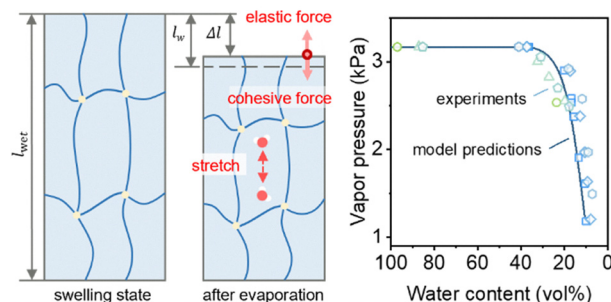 l_w
Δl
elastic force
cohesive force
l_wet
stretch
swelling state
after evaporation
Vapor pressure (kPa)
4
3
2
1
experiments
model predictions
100 80 60 40 20 0
Water content (vol%)